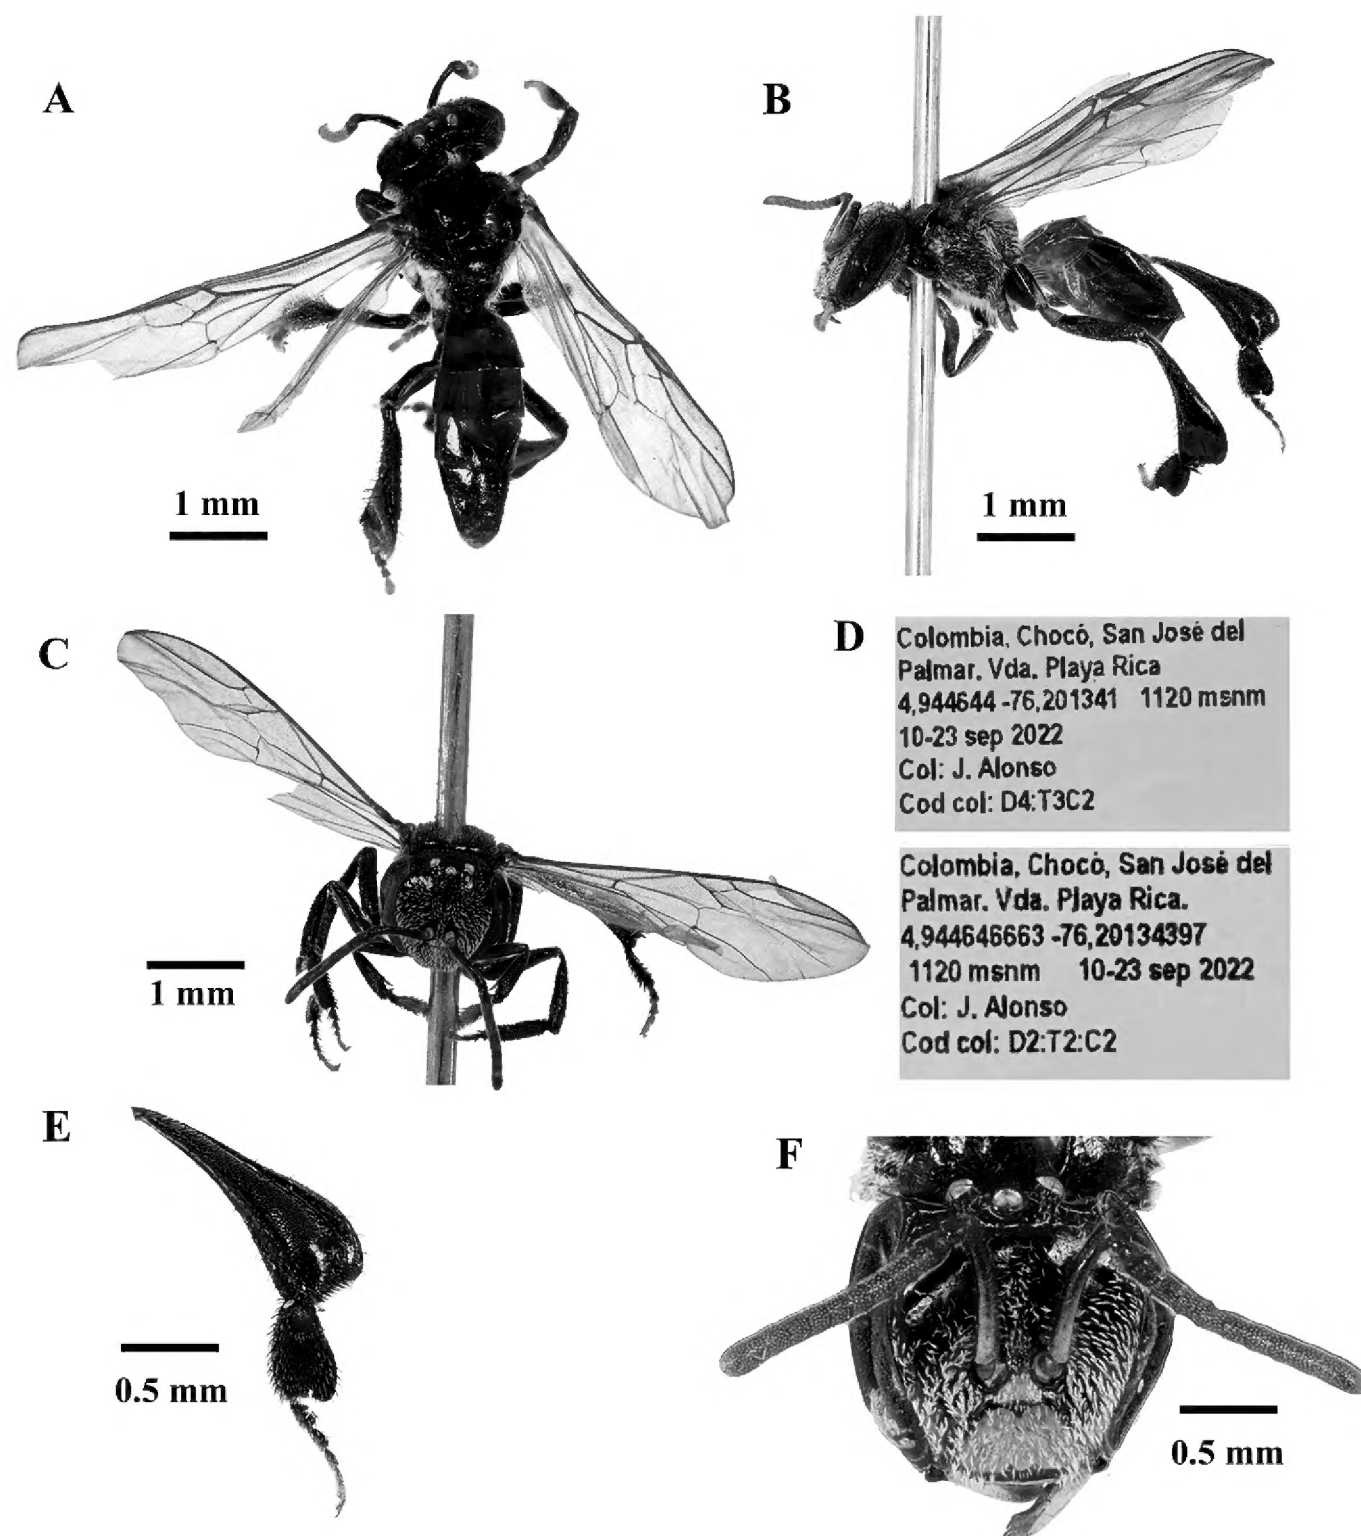 A
B
1 mm
1 mm
C
D
Colombia, Chocó, San José del
Palmar. Vda. Playa Rica
4,944644 -76,201341 1120 msnm
10-23 sep 2022
Col: J. Alonso
Cod col: D4:T3C2
Colombia, Chocó, San José del
Palmar. Vda. Playa Rica.
4,944646663 -76,20134397
1120 msnm 10-23 sep 2022
Col: J. Alonso
Cod col: D2:T2:C2
1 mm
E
F
0.5 mm
0.5 mm